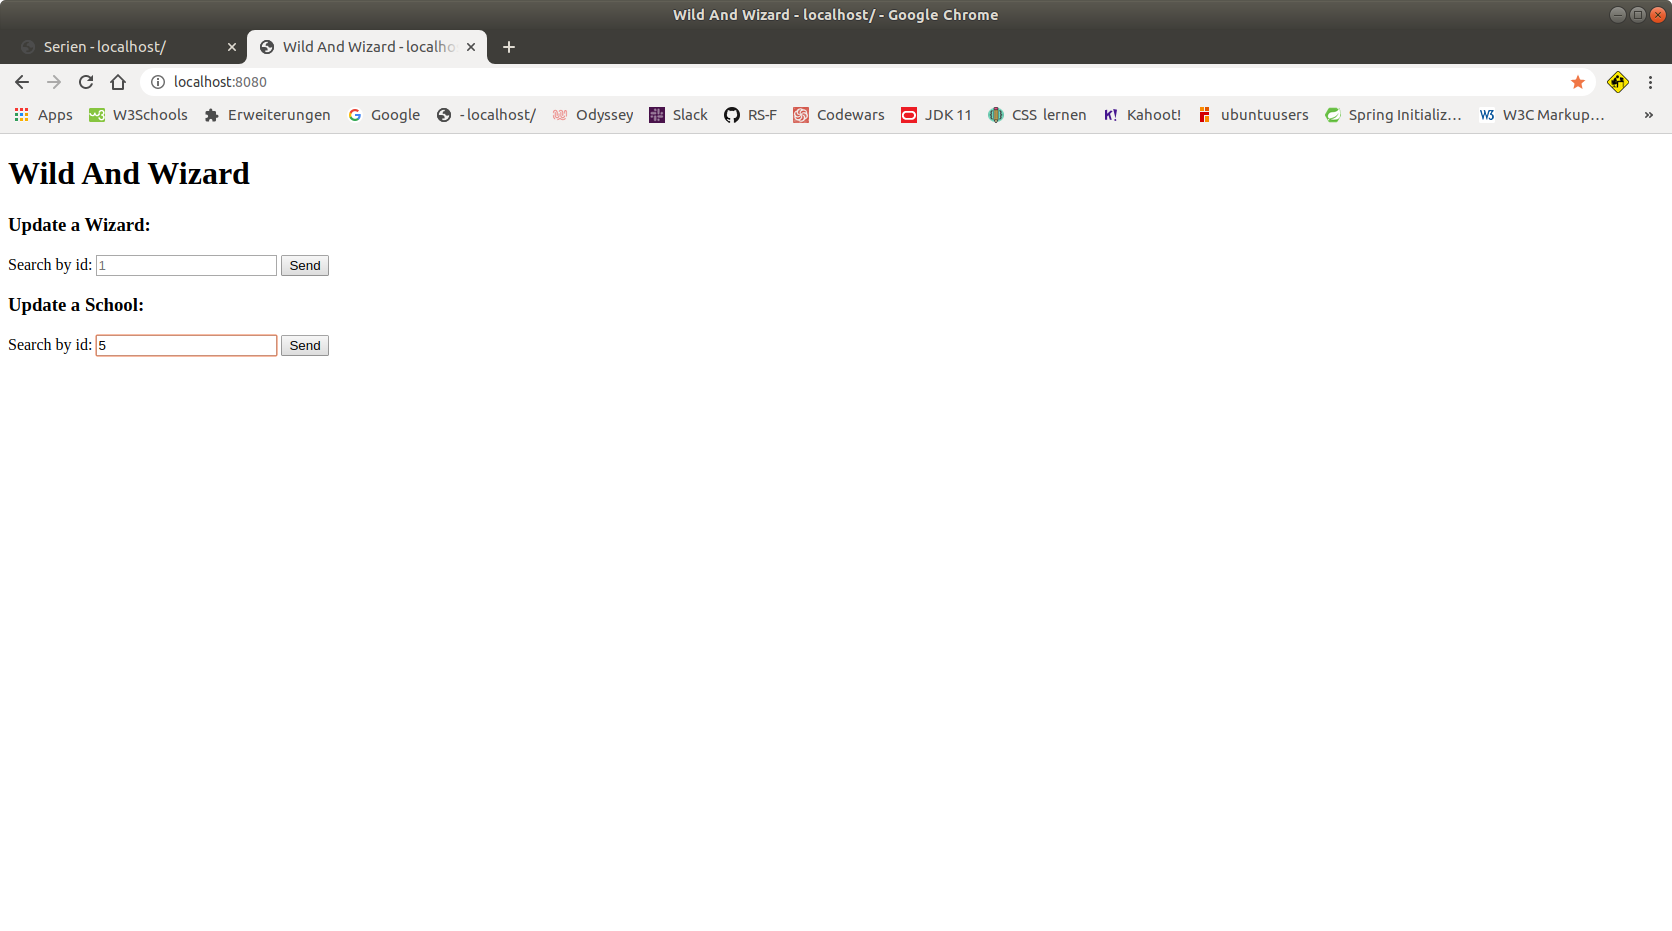 Wild And Wizard - localhost/ - Google Chrome
Serien - localhost/
Wild And Wizard - localho
localhost:8080
Apps W3Schools Erweiterungen Google - localhost/ Odyssey Slack RS-F Codewars JDK 11 CSS lernen Kahoot! ubuntuusers Spring Initializ... W3C Markup... »
Wild And Wizard
Update a Wizard:
Search by id: 1 Send
Update a School:
Search by id: 5 Send